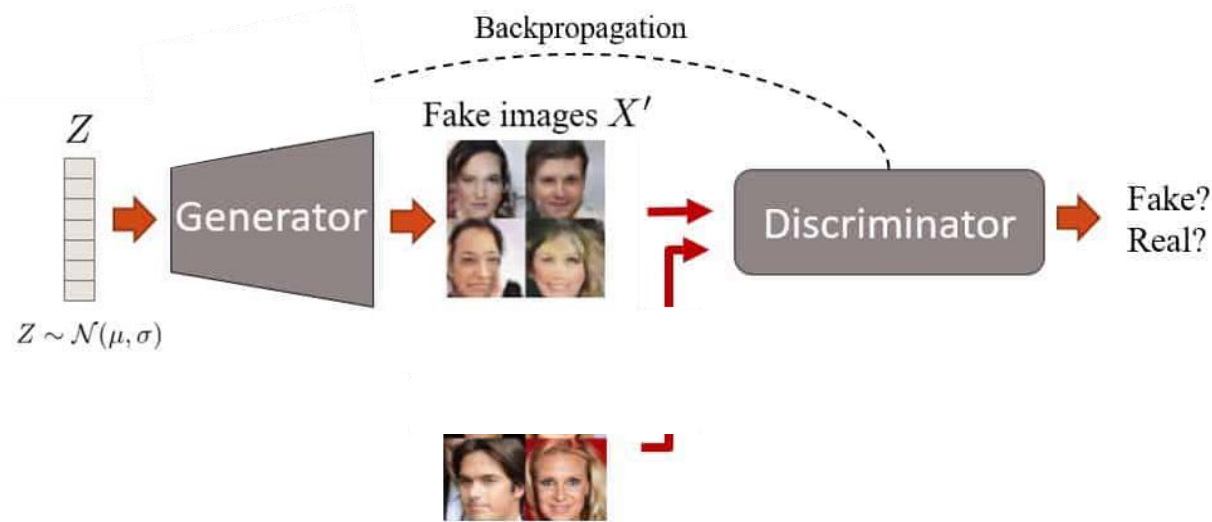 Backpropagation
Fake images X′
Z
Generator
Discriminator
Fake?
Real?
Z ∼ 𝒩(μ, σ)